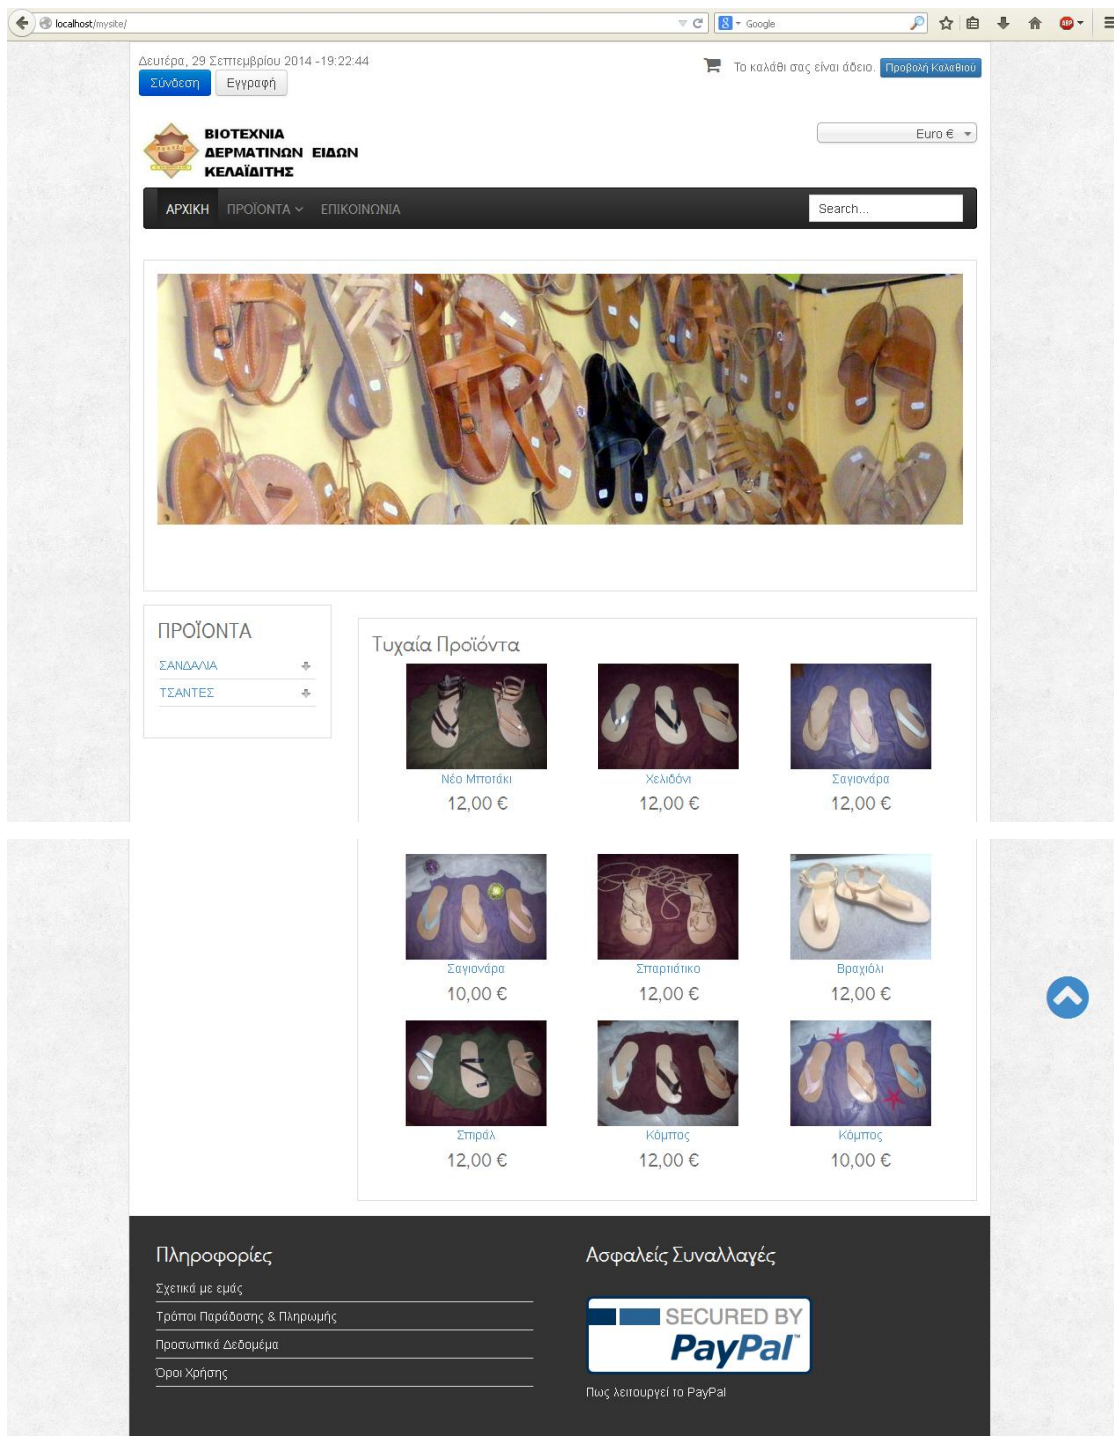 localhost/mysite/
Google
Δευτέρα, 29 Σεπτεμβρίου 2014 -19:22:44
Σύνδεση Εγγραφή
Το καλάθι σας είναι άδειο. Προβολή Καλαθιού
ΒΙΟΤΕΧΝΙΑ
ΔΕΡΜΑΤΙΝΩΝ ΕΙΔΩΝ
ΚΕΛΑΪΔΙΤΗΣ
Euro €
ΑΡΧΙΚΗ ΠΡΟΪΟΝΤΑ ΕΠΙΚΟΙΝΩΝΙΑ
Search...
ΠΡΟΪΟΝΤΑ
ΣΑΝΔΑΛΙΑ
ΤΣΑΝΤΕΣ
Τυχαία Προϊόντα
Νέο Μποτάκι Χελιδόνι Σαγιονάρα
12,00 € 12,00 € 12,00 €
Σαγιονάρα Σπαρτιάτικο Βραχιόλι
10,00 € 12,00 € 12,00 €
Σπιράλ Κόμπος Κόμπος
12,00 € 12,00 € 10,00 €
Πληροφορίες
Σχετικά με εμάς
Τρόποι Παράδοσης & Πληρωμής
Προσωπικά Δεδομέμα
Όροι Χρήσης
Ασφαλείς Συναλλαγές
SECURED BY
PayPal™
Πως λειτουργεί το PayPal